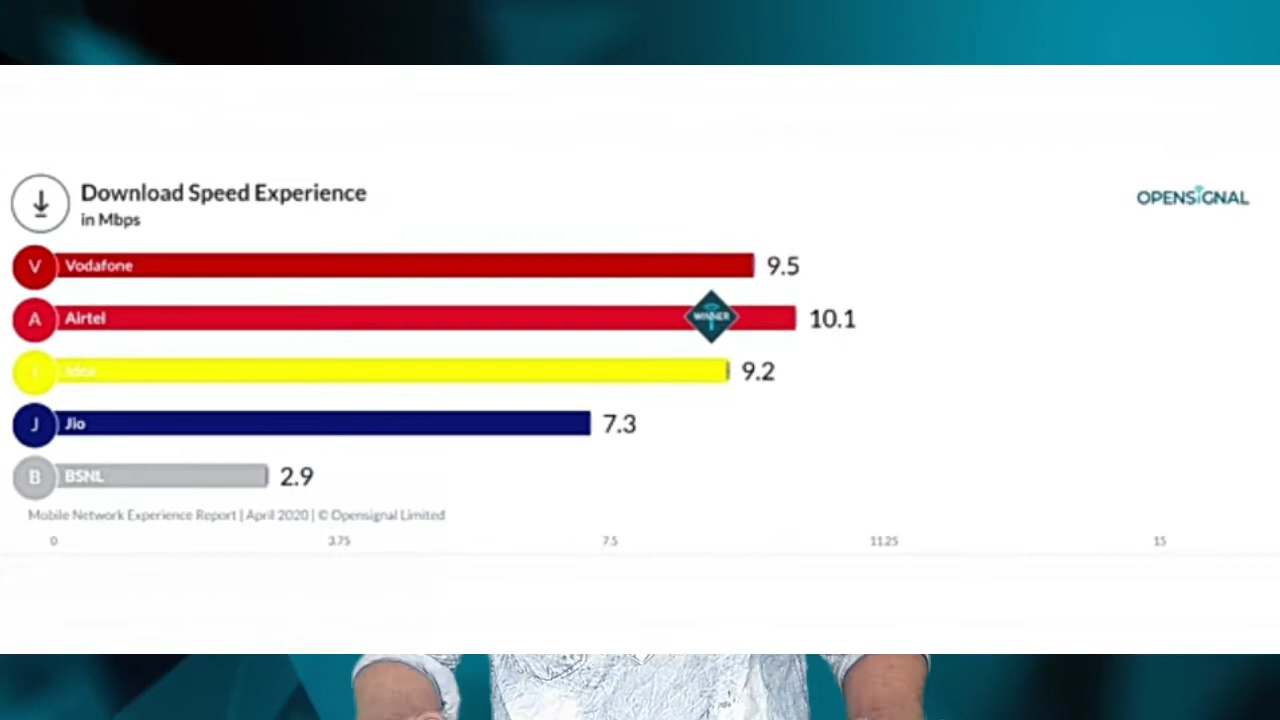 Download Speed Experience
in Mbps
OPENSIGNAL
V Vodafone 9.5
A Airtel WINNER 10.1
I Idea 9.2
J Jio 7.3
B BSNL 2.9
Mobile Network Experience Report | April 2020 | © Opensignal Limited
0 3.75 7.5 11.25 15